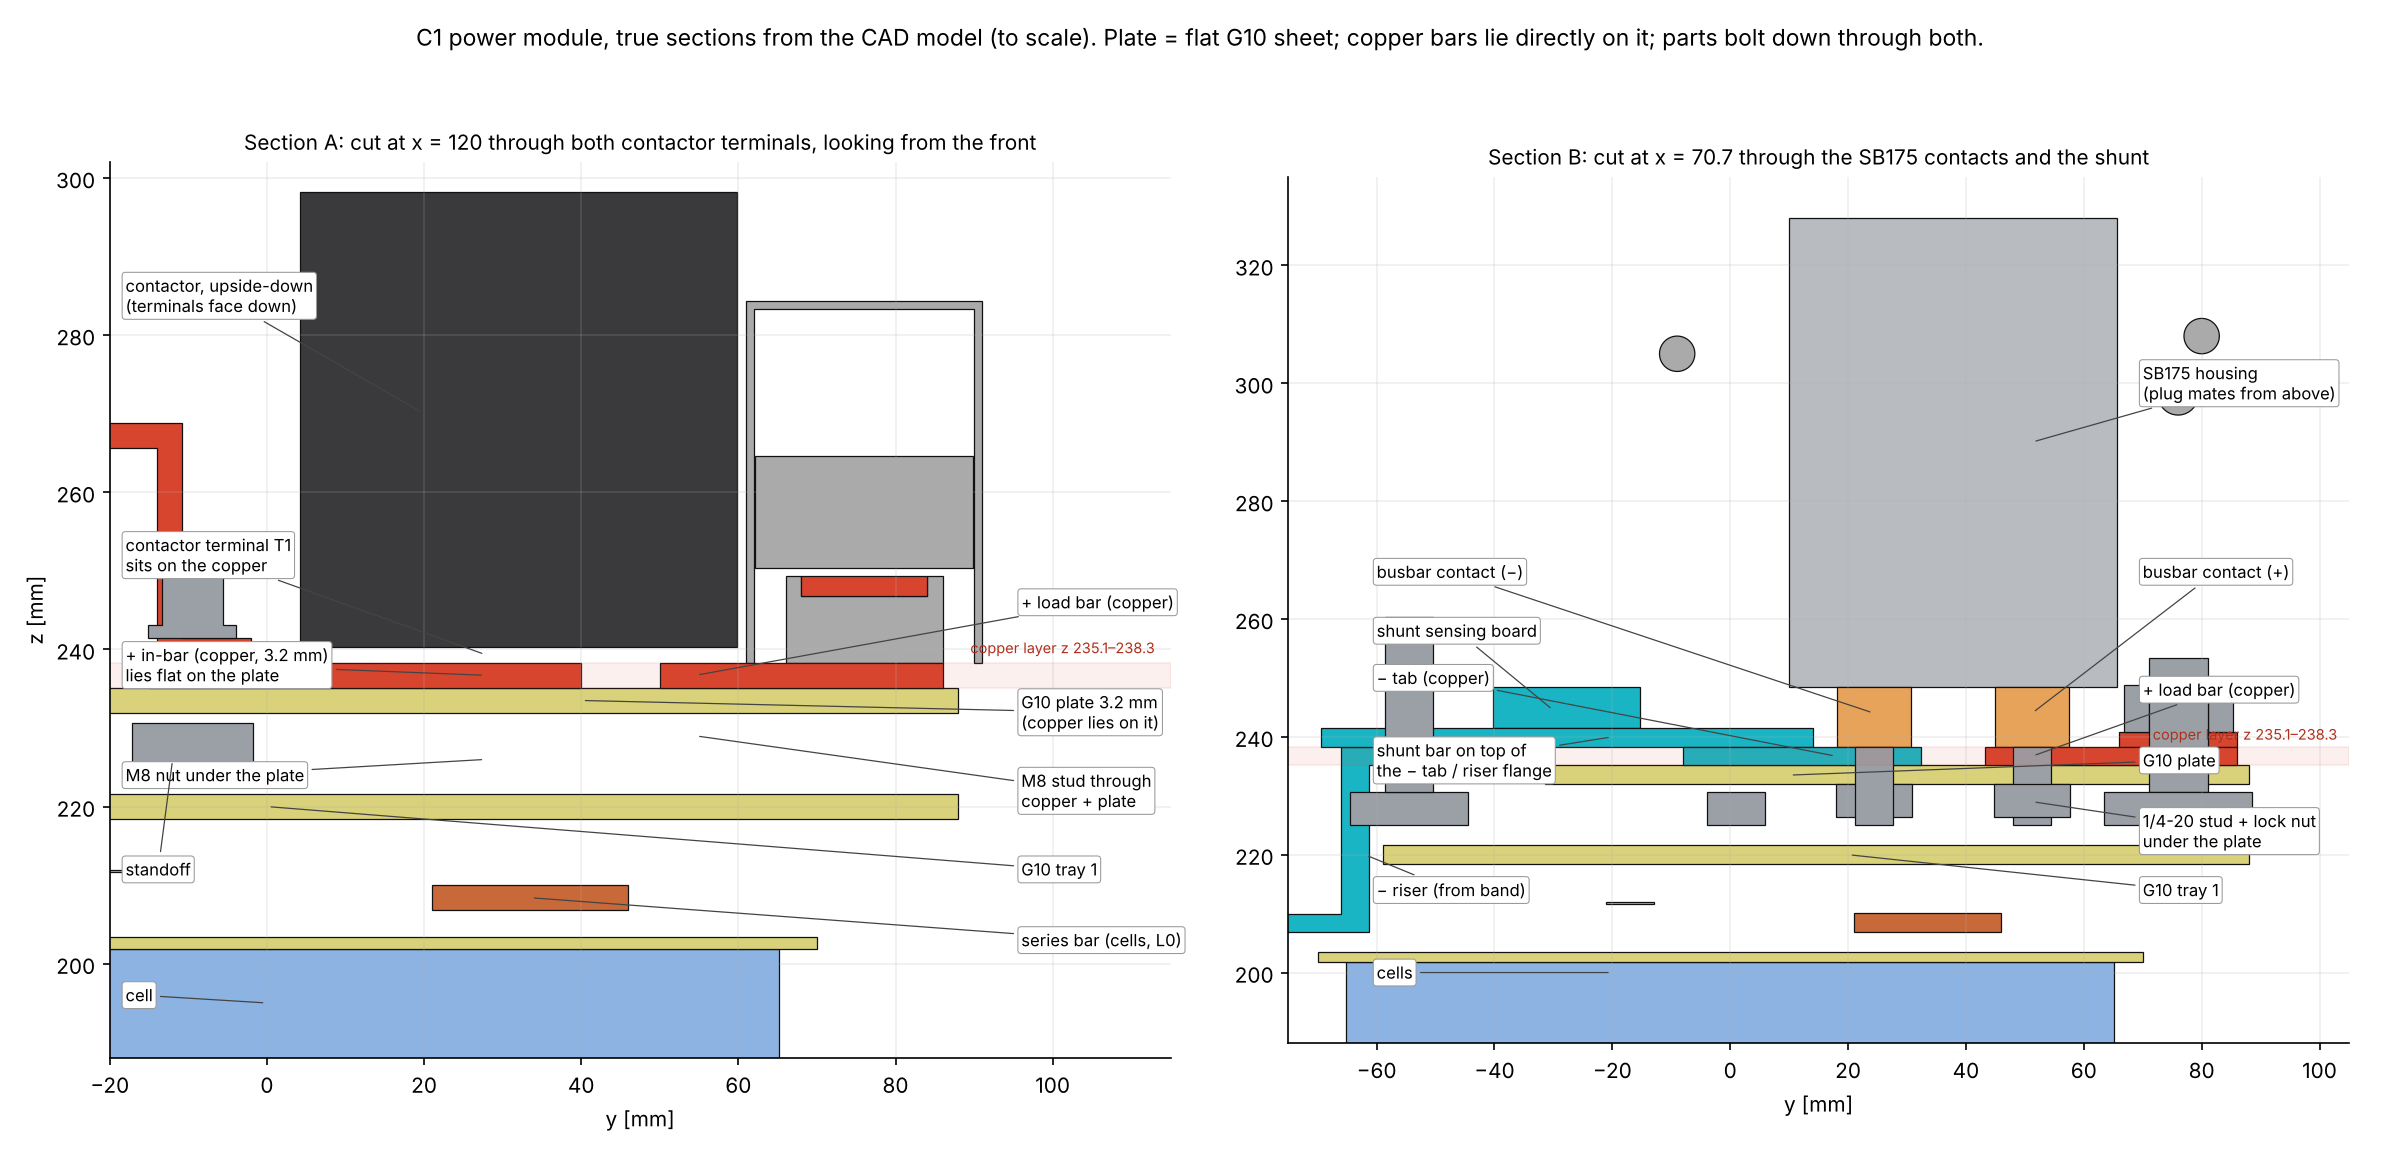 C1 power module, true sections from the CAD model (to scale). Plate = flat G10 sheet; copper bars lie directly on it; parts bolt down through both.
Section A: cut at x = 120 through both contactor terminals, looking from the front
300
280
260
240
220
200
z [mm]
−20
0
20
40
60
80
100
y [mm]
contactor, upside-down
(terminals face down)
contactor terminal T1
sits on the copper
+ in-bar (copper, 3.2 mm)
lies flat on the plate
M8 nut under the plate
standoff
cell
+ load bar (copper)
copper layer z 235.1–238.3
G10 plate 3.2 mm
(copper lies on it)
M8 stud through
copper + plate
G10 tray 1
series bar (cells, L0)
Section B: cut at x = 70.7 through the SB175 contacts and the shunt
320
300
280
260
240
220
200
−60
−40
−20
0
20
40
60
80
100
y [mm]
SB175 housing
(plug mates from above)
busbar contact (−)
busbar contact (+)
shunt sensing board
− tab (copper)
+ load bar (copper)
copper layer z 235.1–238.3
shunt bar on top of
the − tab / riser flange
G10 plate
1/4-20 stud + lock nut
under the plate
− riser (from band)
G10 tray 1
cells